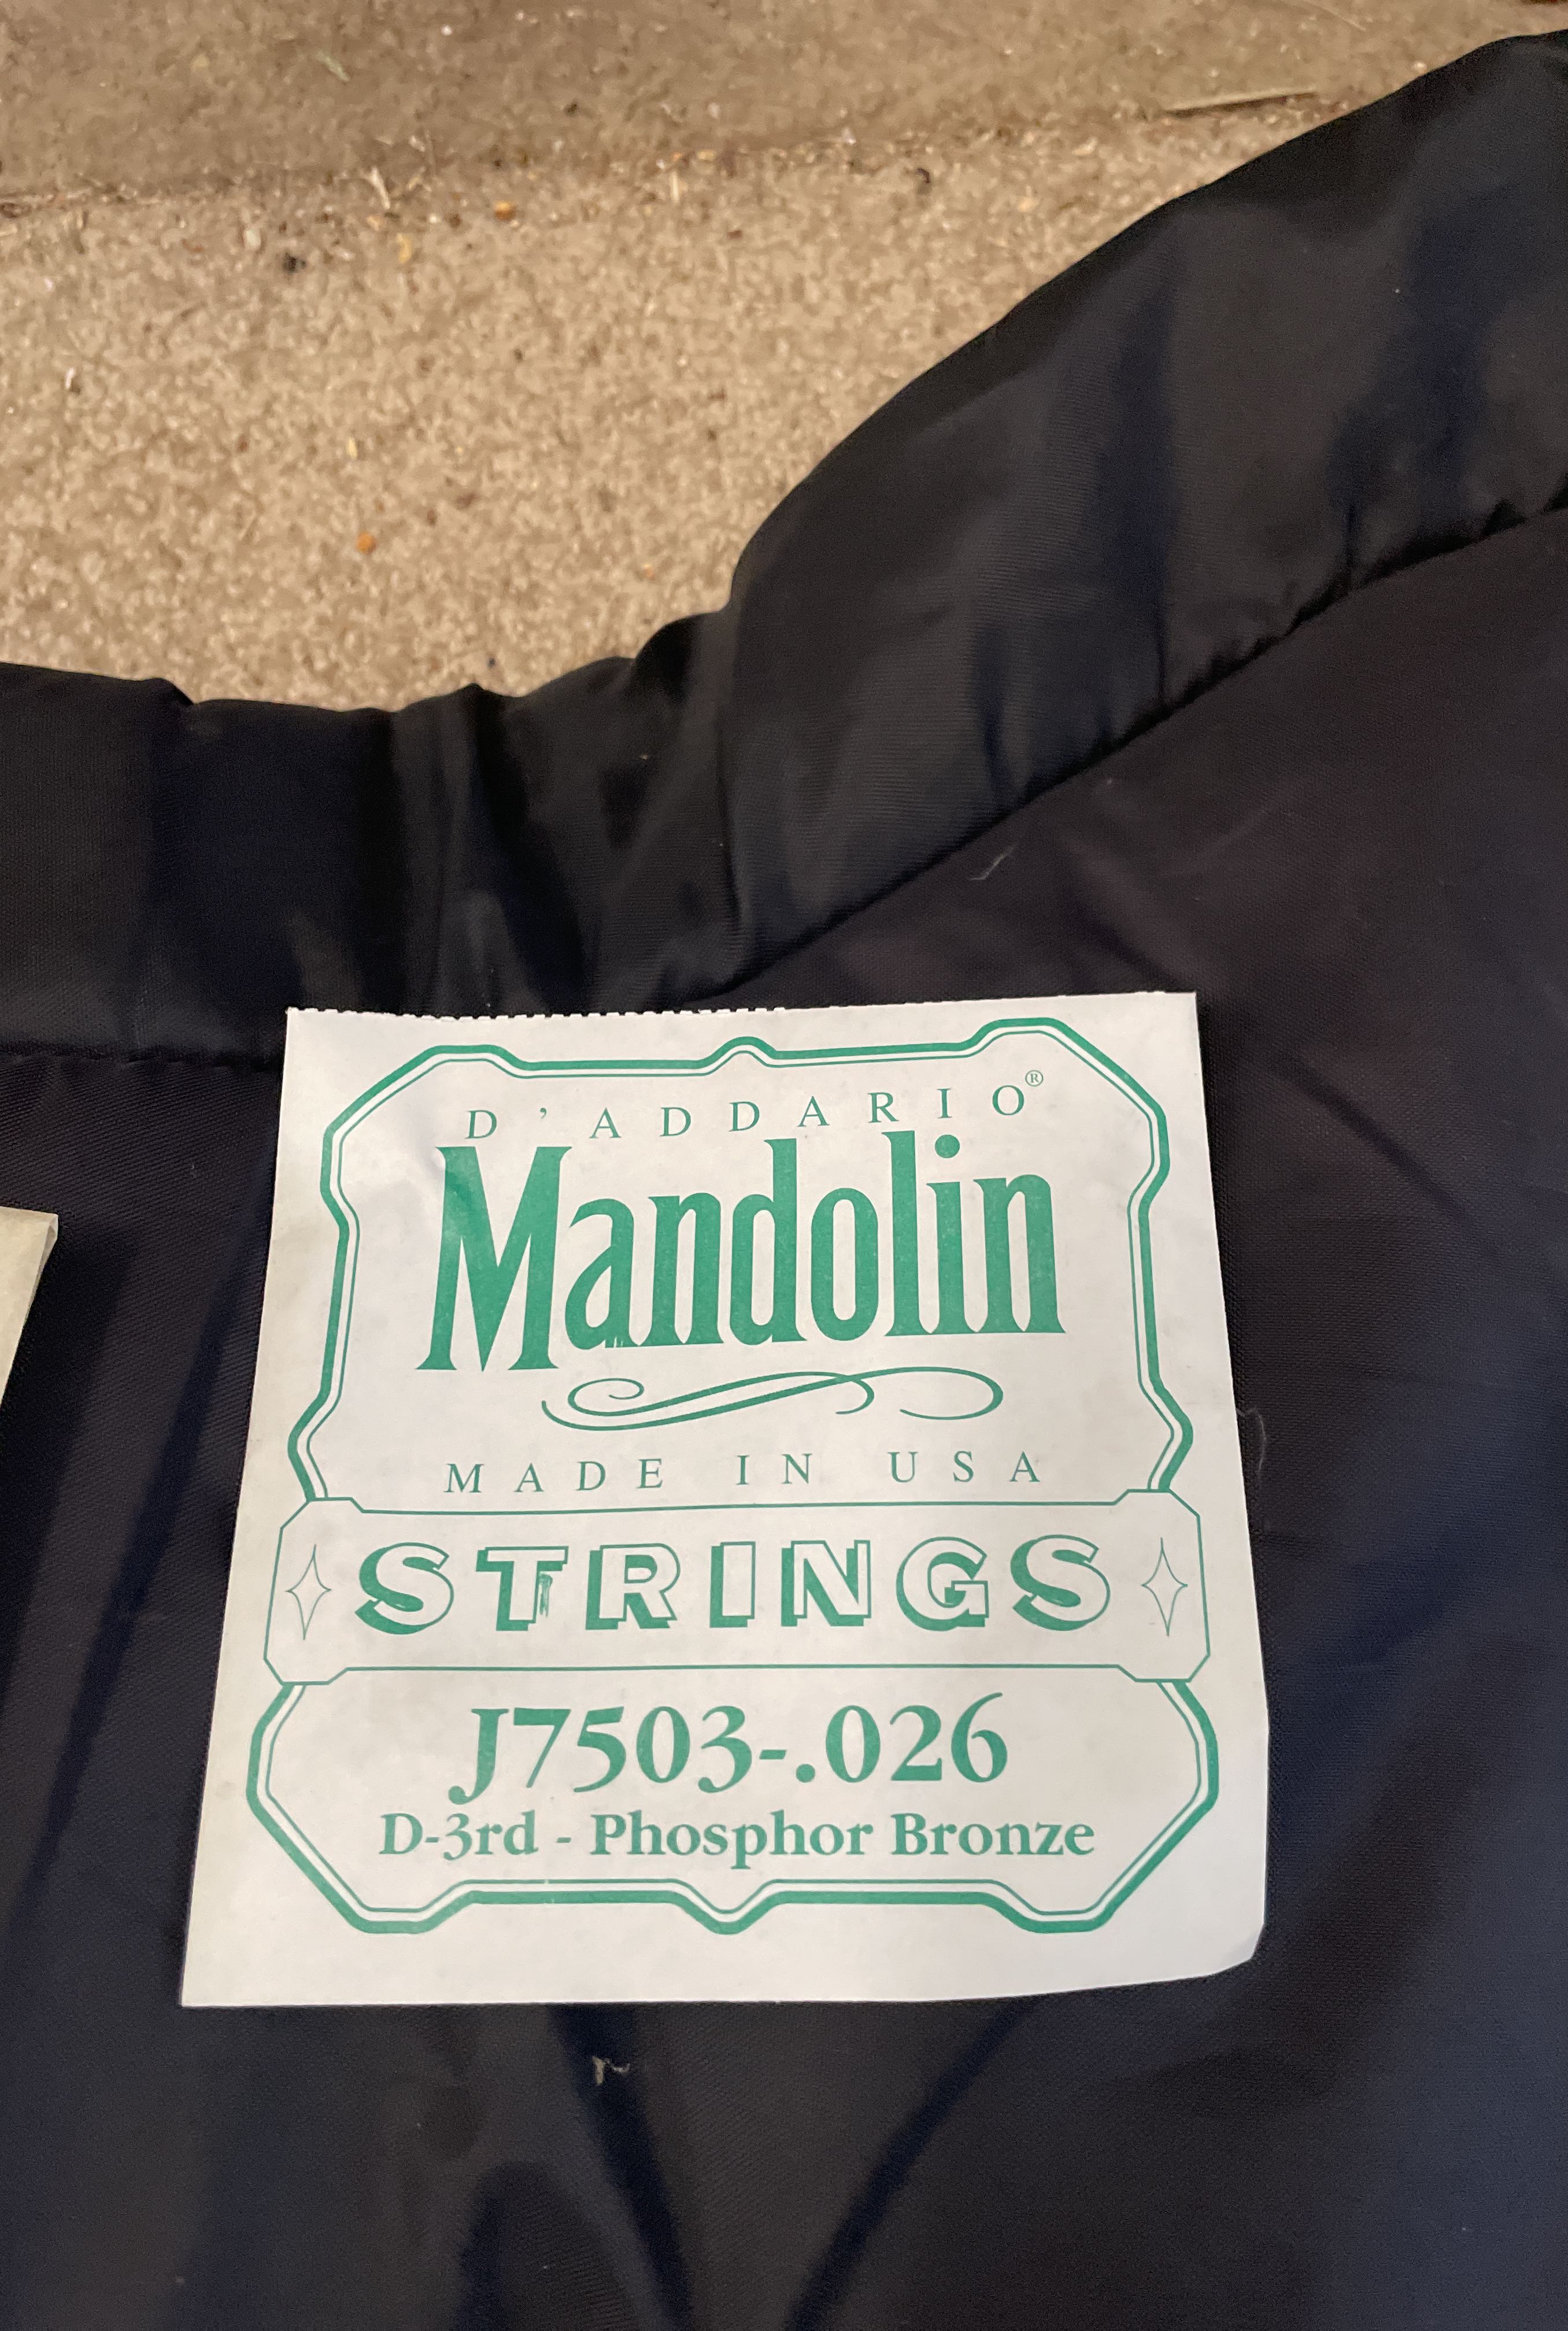 D'ADDARIO®
Mandolin
MADE IN USA
STRINGS
J7503-.026
D-3rd - Phosphor Bronze